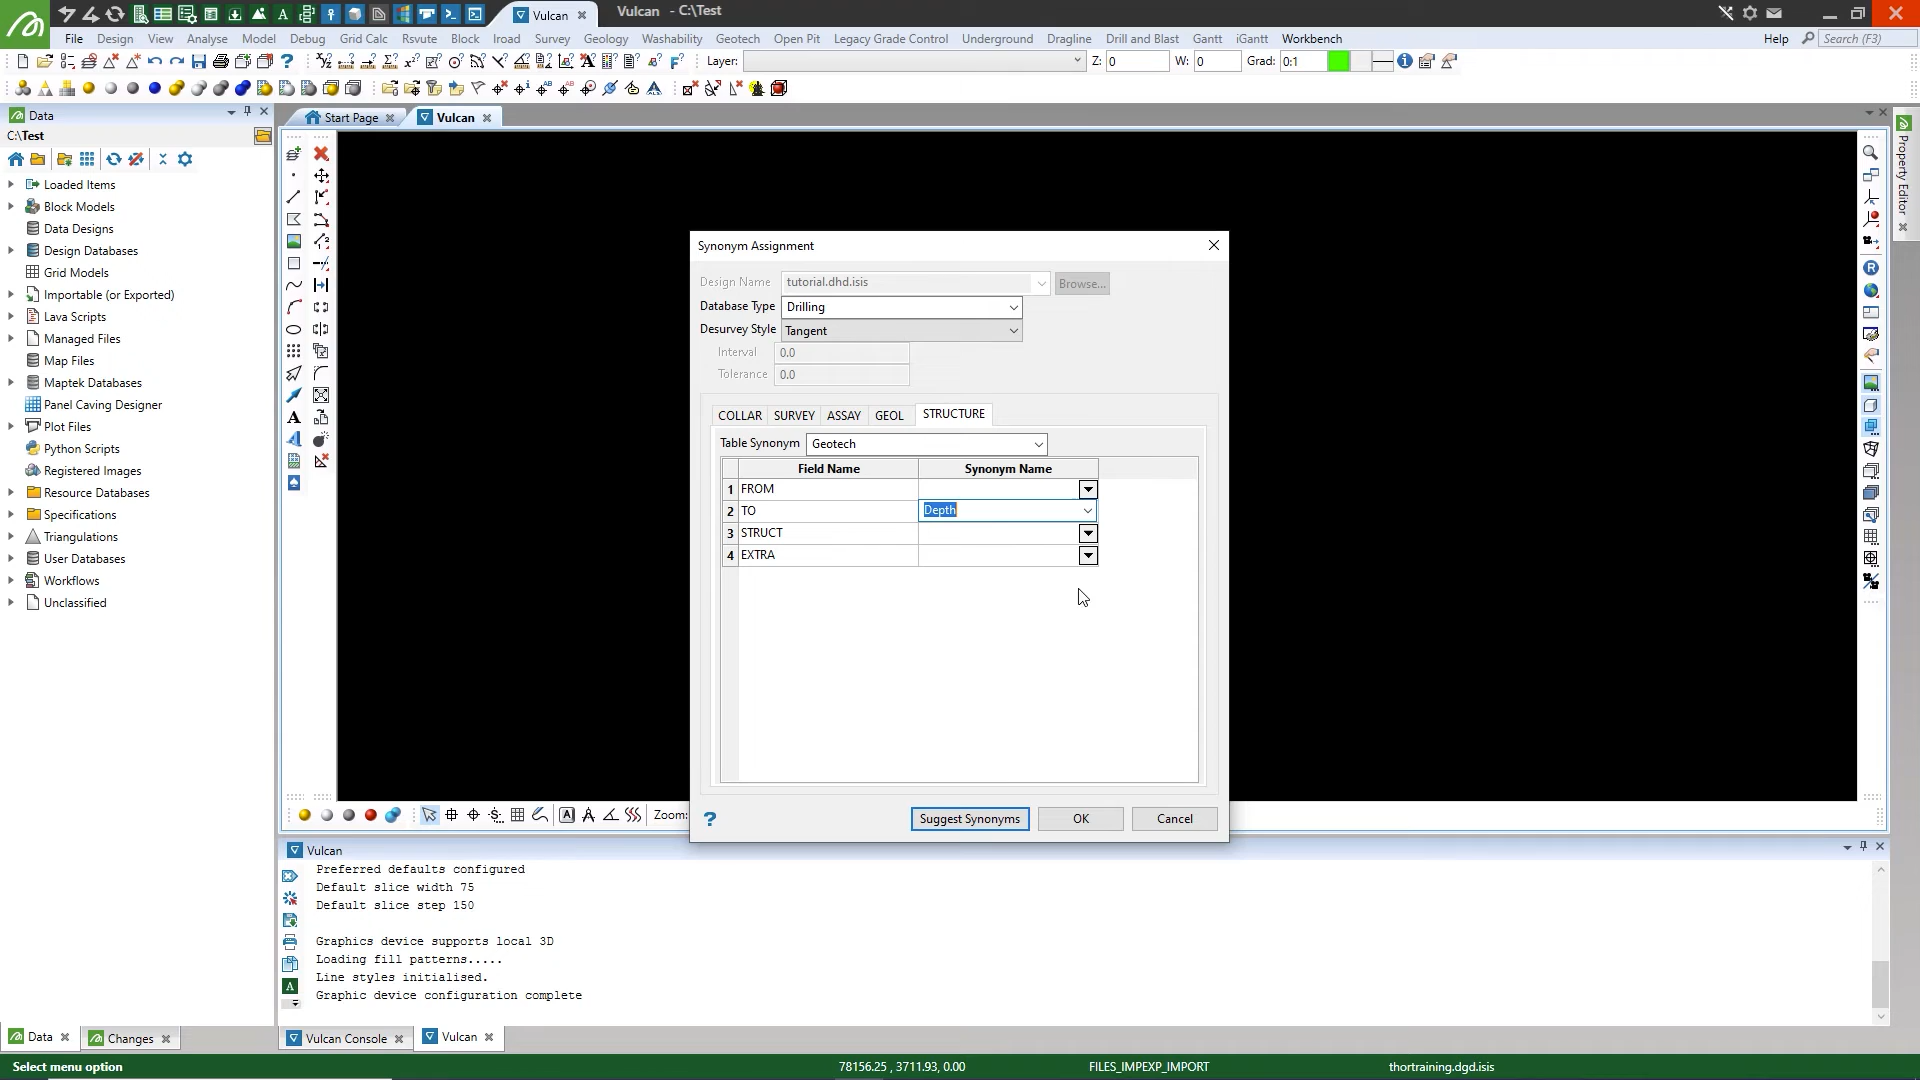 Vulcan
Vulcan - C:\Test
File Design View Analyse Model Debug Grid Calc Rsvute Block Iroad Survey Geology Washability Geotech Open Pit Legacy Grade Control Underground Dragline Drill and Blast Gantt iGantt Workbench Help Search (F3)
Layer: Z: 0 W: 0 Grad: 0:1
Data
C:\Test
Start Page
Vulcan
Property Editor
Loaded Items
Block Models
Data Designs
Design Databases
Grid Models
Importable (or Exported)
Lava Scripts
Managed Files
Map Files
Maptek Databases
Panel Caving Designer
Plot Files
Python Scripts
Registered Images
Resource Databases
Specifications
Triangulations
User Databases
Workflows
Unclassified
Synonym Assignment
Design Name tutorial.dhd.isis Browse...
Database Type Drilling
Desurvey Style Tangent
Interval 0.0
Tolerance 0.0
COLLAR SURVEY ASSAY GEOL STRUCTURE
Table Synonym Geotech
Field Name Synonym Name
1 FROM
2 TO Depth
3 STRUCT
4 EXTRA
Suggest Synonyms OK Cancel
Zoom:
Vulcan
Preferred defaults configured
Default slice width 75
Default slice step 150
Graphics device supports local 3D
Loading fill patterns.....
Line styles initialised.
Graphic device configuration complete
Data Changes Vulcan Console Vulcan
Select menu option 78156.25 , 3711.93, 0.00 FILES_IMPEXP_IMPORT thortraining.dgd.isis